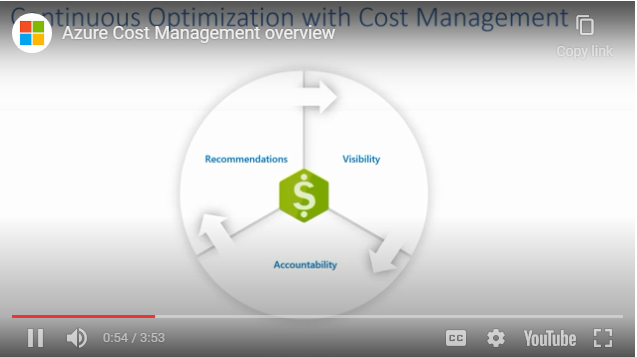 Continuous Optimization with Cost Management
Azure Cost Management overview
Copy link
Recommendations
Visibility
$
Accountability
0:54 / 3:53
CC
YouTube